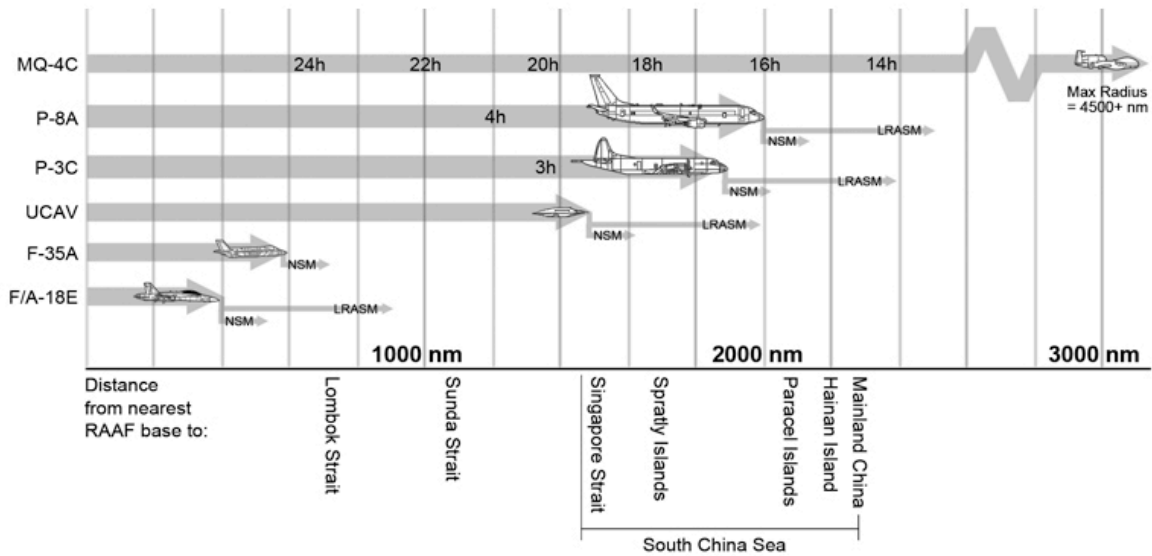 MQ-4C
24h 22h 20h 18h 16h 14h
Max Radius
= 4500+ nm
P-8A
4h
NSM
LRASM
P-3C
3h
NSM
LRASM
UCAV
NSM
LRASM
F-35A
NSM
F/A-18E
NSM
LRASM
1000 nm 2000 nm 3000 nm
Distance
from nearest
RAAF base to:
Lombok Strait
Sunda Strait
Singapore Strait
Spratly Islands
Paracel Islands
Hainan Island
Mainland China
South China Sea